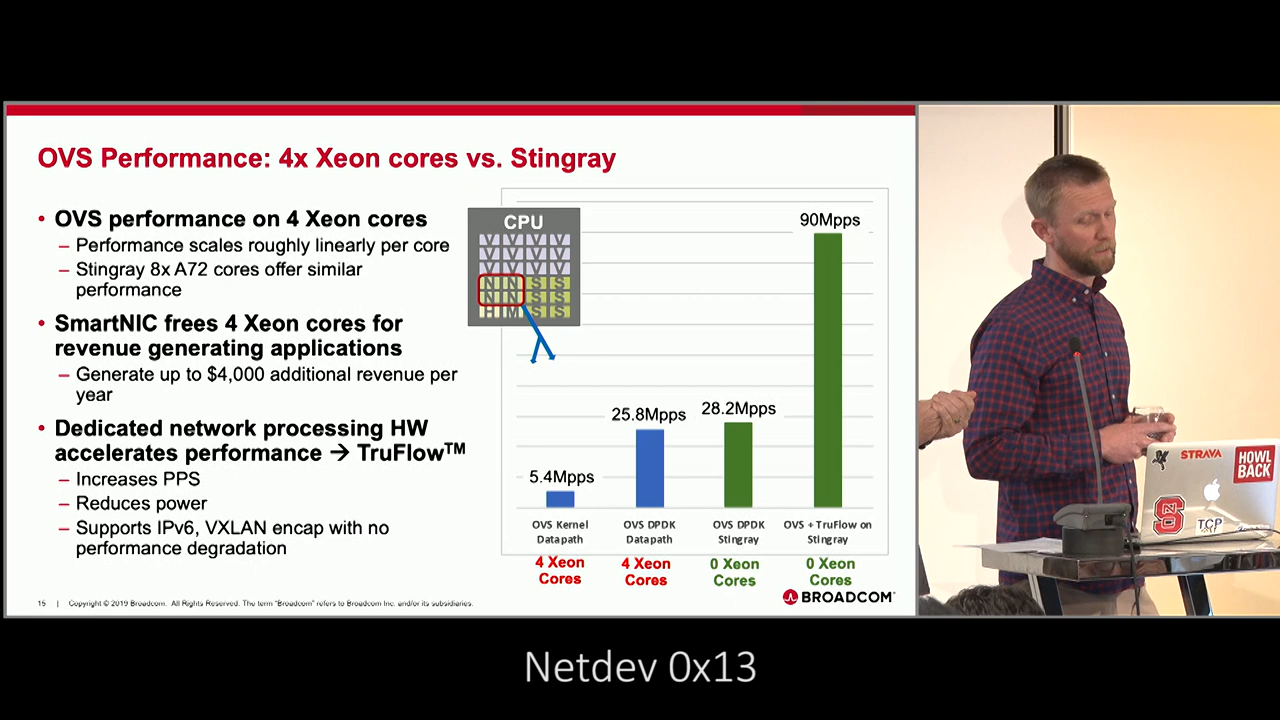 OVS Performance: 4x Xeon cores vs. Stingray
• OVS performance on 4 Xeon cores
– Performance scales roughly linearly per core
– Stingray 8x A72 cores offer similar
performance
• SmartNIC frees 4 Xeon cores for
revenue generating applications
– Generate up to $4,000 additional revenue per
year
• Dedicated network processing HW
accelerates performance → TruFlow™
– Increases PPS
– Reduces power
– Supports IPv6, VXLAN encap with no
performance degradation
CPU
V V V V
V V V V
V V V V
N N S S
N N S S
H M S S
90Mpps
25.8Mpps
28.2Mpps
5.4Mpps
OVS Kernel
Datapath
OVS DPDK
Datapath
OVS DPDK
Stingray
OVS + TruFlow on
Stingray
4 Xeon
Cores
4 Xeon
Cores
0 Xeon
Cores
0 Xeon
Cores
15 | Copyright © 2019 Broadcom. All Rights Reserved. The term “Broadcom” refers to Broadcom Inc. and/or its subsidiaries.
BROADCOM®
STRAVA
HOWL
BACK
S
TCP
Netdev 0x13